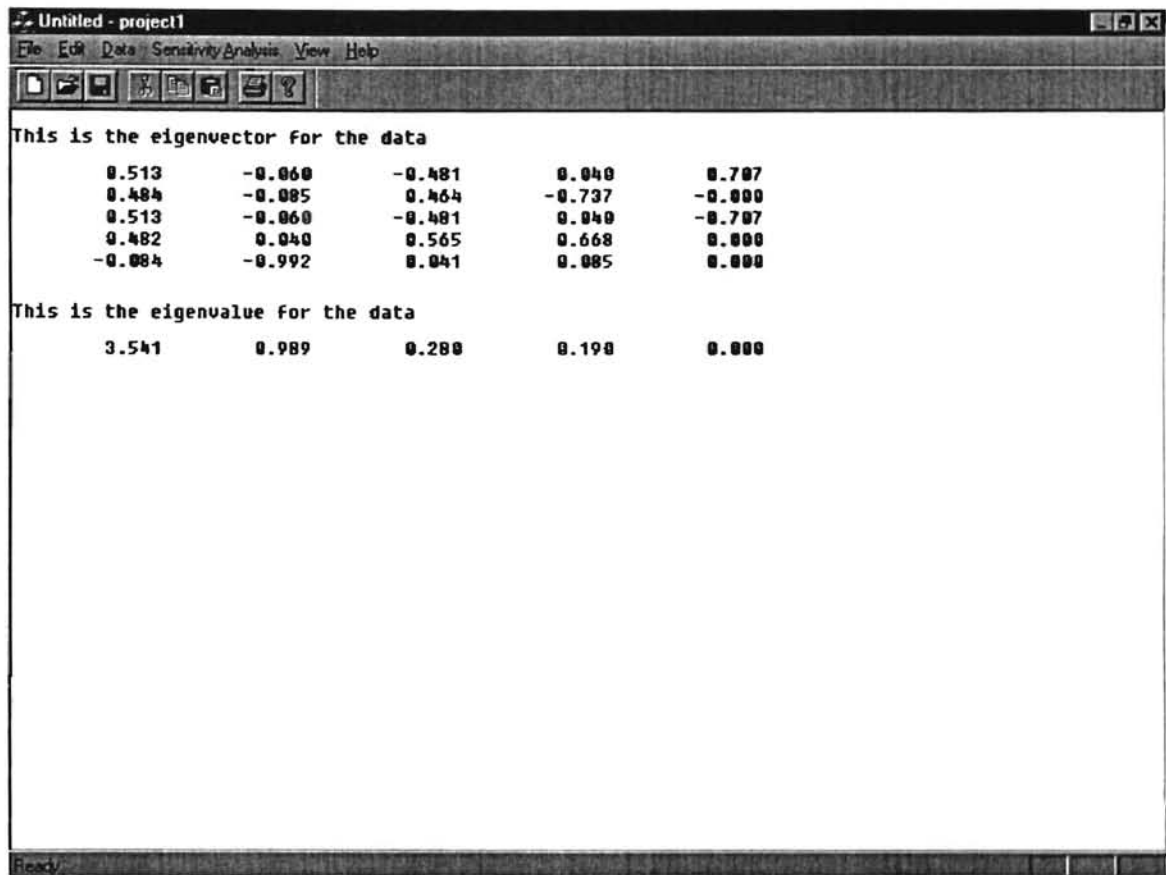 Untitled - project1
File Edit Data Sensitivity Analysis View Help
This is the eigenvector for the data
0.513 -0.060 -0.481 0.040 0.707
0.484 -0.085 0.464 -0.737 -0.000
0.513 -0.060 -0.481 0.040 -0.707
0.482 0.040 0.565 0.668 0.000
-0.084 -0.992 0.041 0.085 0.000
This is the eigenvalue for the data
3.541 0.989 0.280 0.190 0.000
Ready